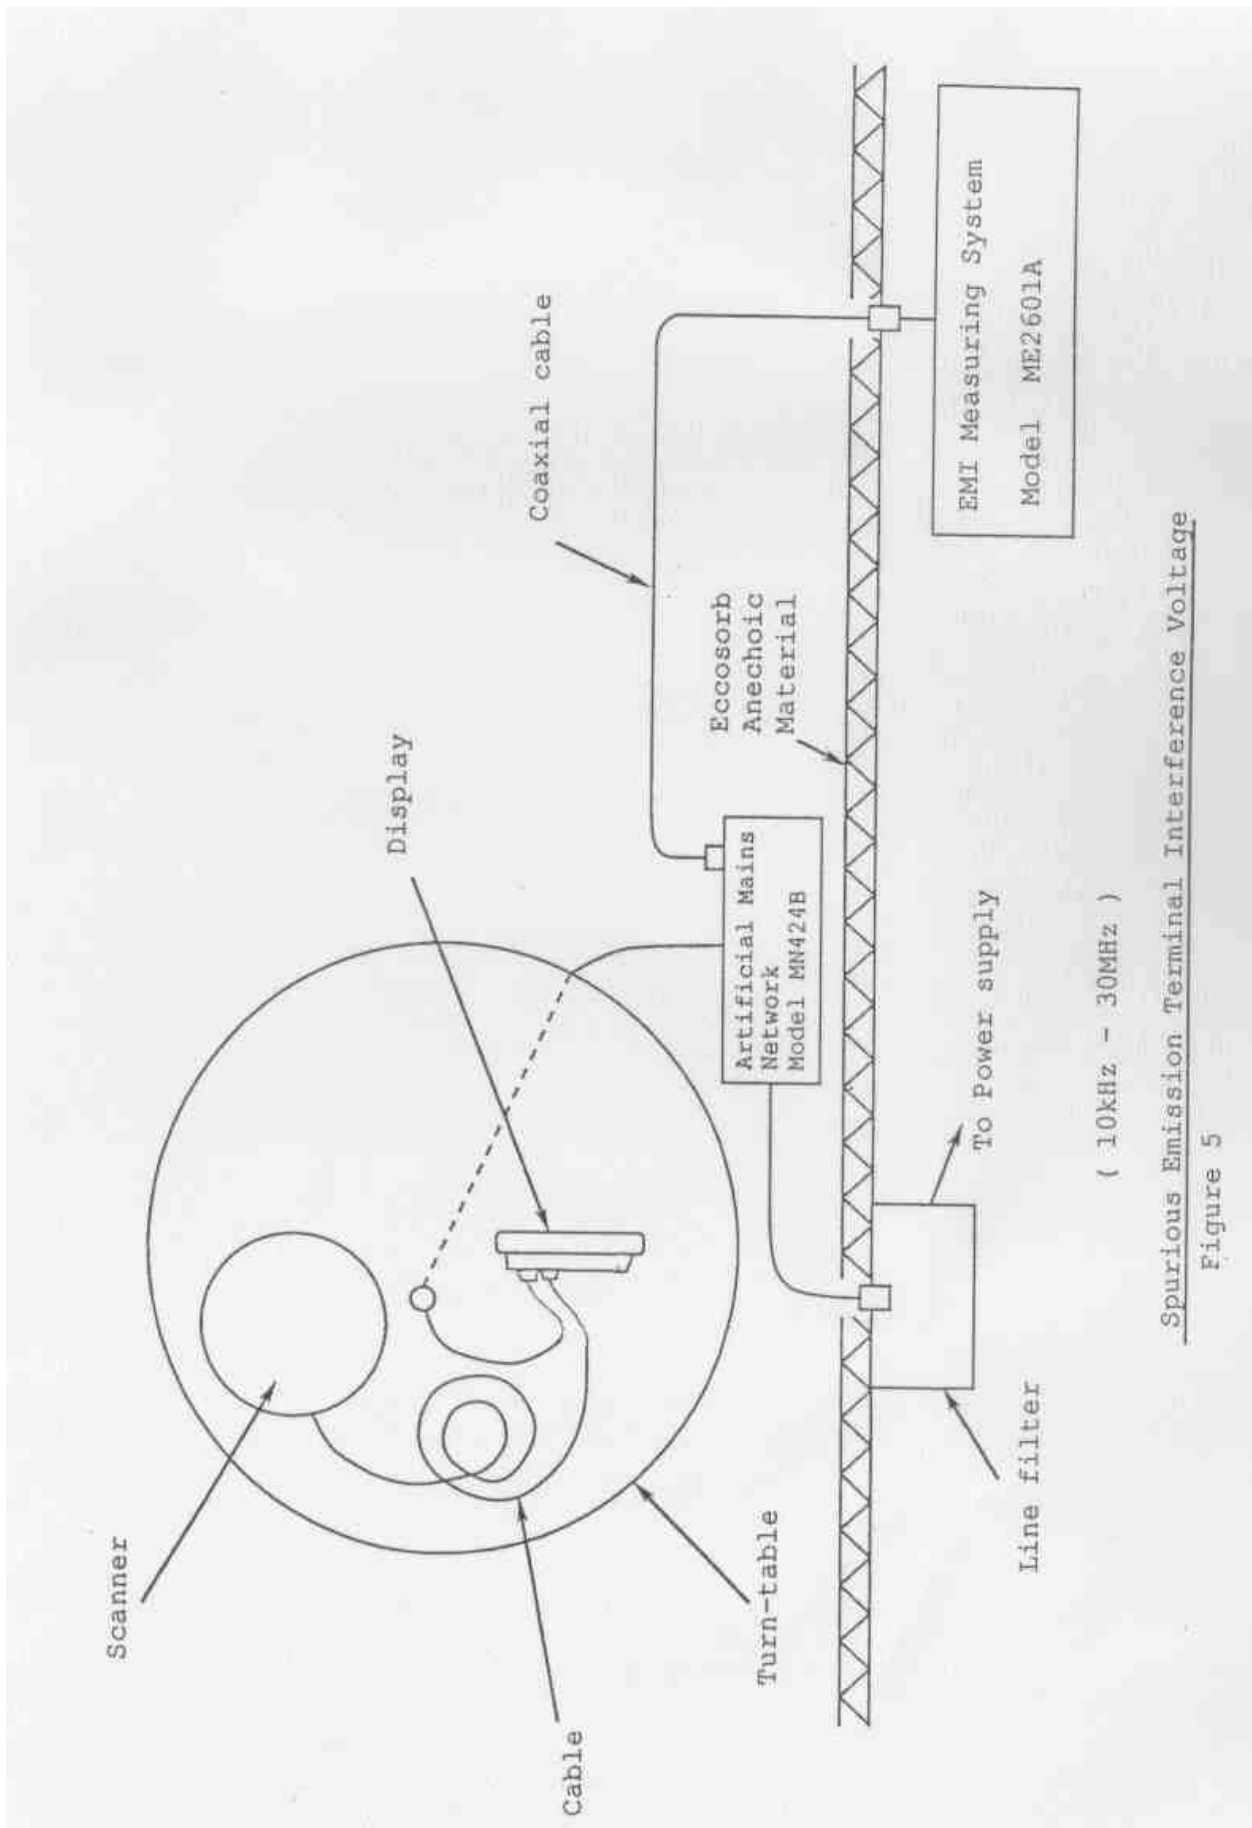 Scanner
Display
Coaxial cable
Cable
Turn-table
Eccosorb
Anechoic
Material
Artificial Mains
Network
Model MN424B
EMI Measuring System
Model ME2601A
Line filter
To Power supply
( 10kHz - 30MHz )
Spurious Emission Terminal Interference Voltage
Figure 5